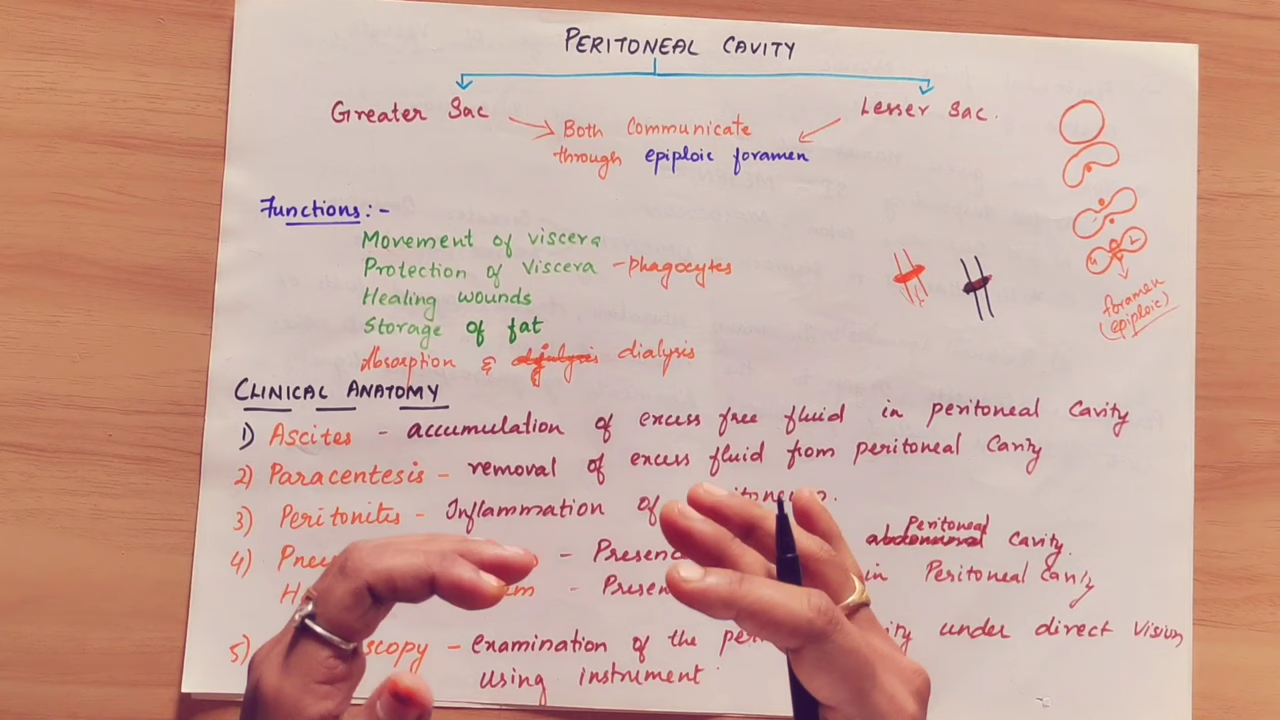 PERITONEAL CAVITY
Greater Sac
Lesser Sac.
Both Communicate
through epiploic foramen
Functions:-
Movement of viscera
Protection of Viscera - phagocytes
Healing wounds
Storage of fat
Absorption & dialysis
foramen
(epiploic)
CLINICAL ANATOMY
1) Ascites - accumulation of excess free fluid in peritoneal Cavity
2) Paracentesis - removal of excess fluid from peritoneal Cavity
3) Peritonitis - Inflammation of
Peritoneal
4) - abdominal Cavity.
- in Peritoneal Cavity
5) - examination of the under direct Vision
using instrument